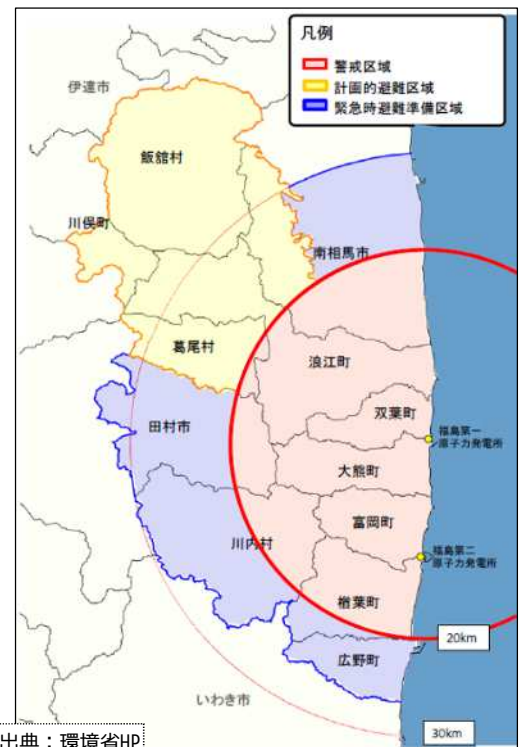 凡例
警戒区域
計画的避難区域
緊急時避難準備区域
伊達市
飯舘村
川俣町
南相馬市
葛尾村
浪江町
双葉町
田村市
福島第一
原子力発電所
大熊町
富岡町
川内村
福島第二
原子力発電所
楢葉町
20km
広野町
いわき市
30km
出典：環境省HP